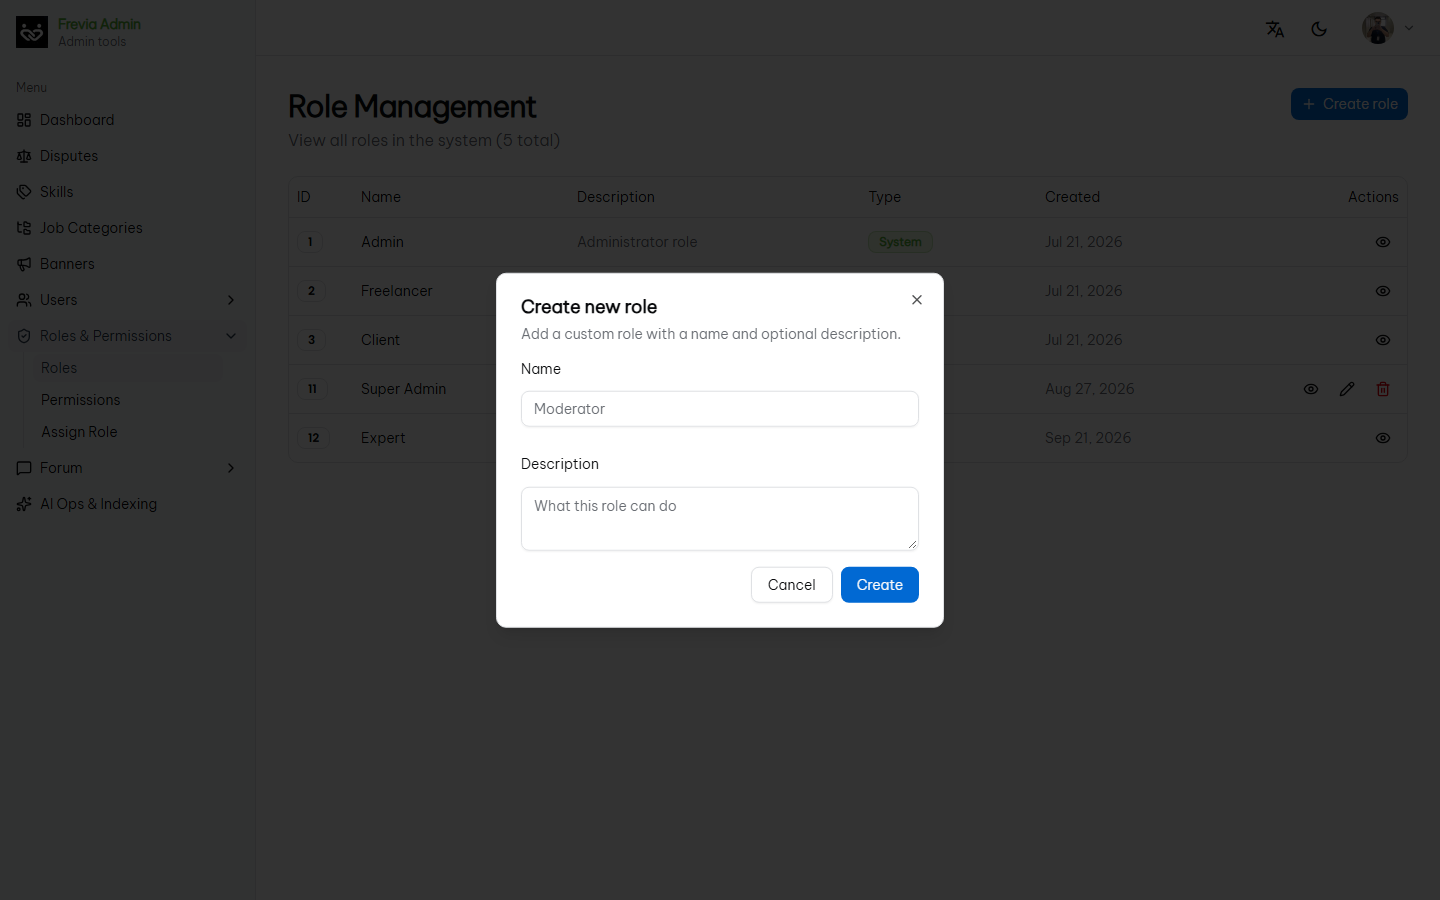 Frevia Admin
Admin tools
Menu
Dashboard
Disputes
Skills
Job Categories
Banners
Users
Roles & Permissions
Roles
Permissions
Assign Role
Forum
AI Ops & Indexing
Role Management
View all roles in the system (5 total)
Create role
ID Name Description Type Created Actions
1 Admin Administrator role System Jul 21, 2026
2 Freelancer Jul 21, 2026
3 Client Jul 21, 2026
11 Super Admin Aug 27, 2026
12 Expert Sep 21, 2026
Create new role
Add a custom role with a name and optional description.
Name
Moderator
Description
What this role can do
Cancel Create